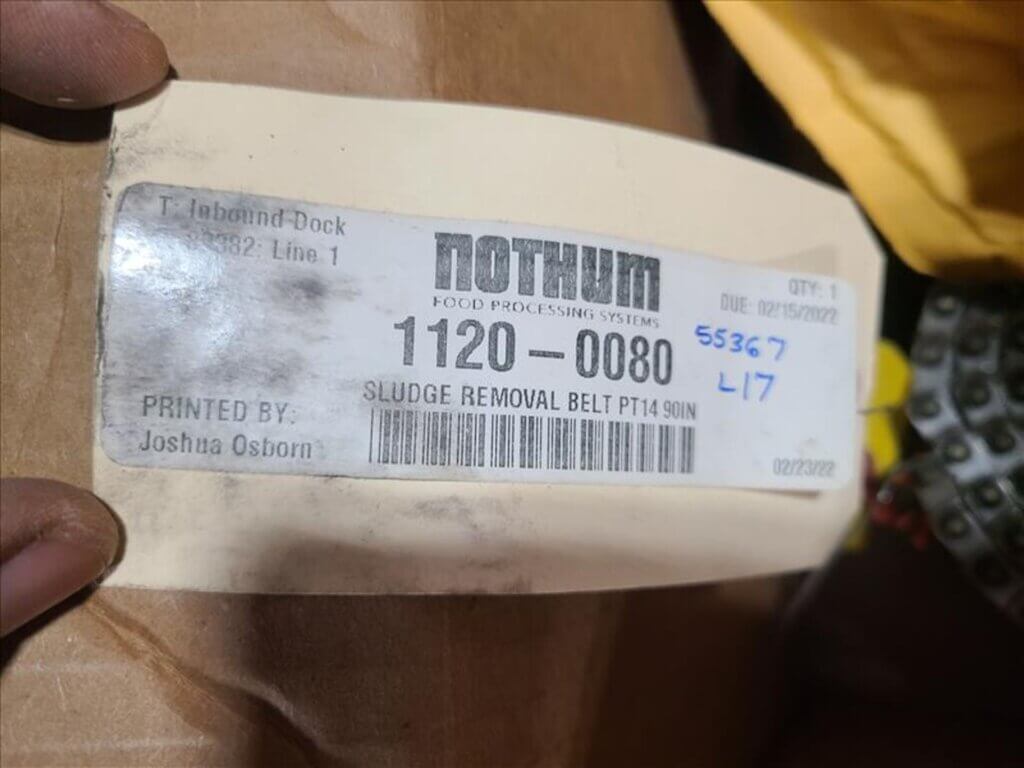 T: Inbound Dock
Line 1
nothum
FOOD PROCESSING SYSTEMS
QTY: 1
DUE: 02/15/2022
1120-0080
55367
L17
SLUDGE REMOVAL BELT PT14 90IN
PRINTED BY:
Joshua Osborn
02/23/22